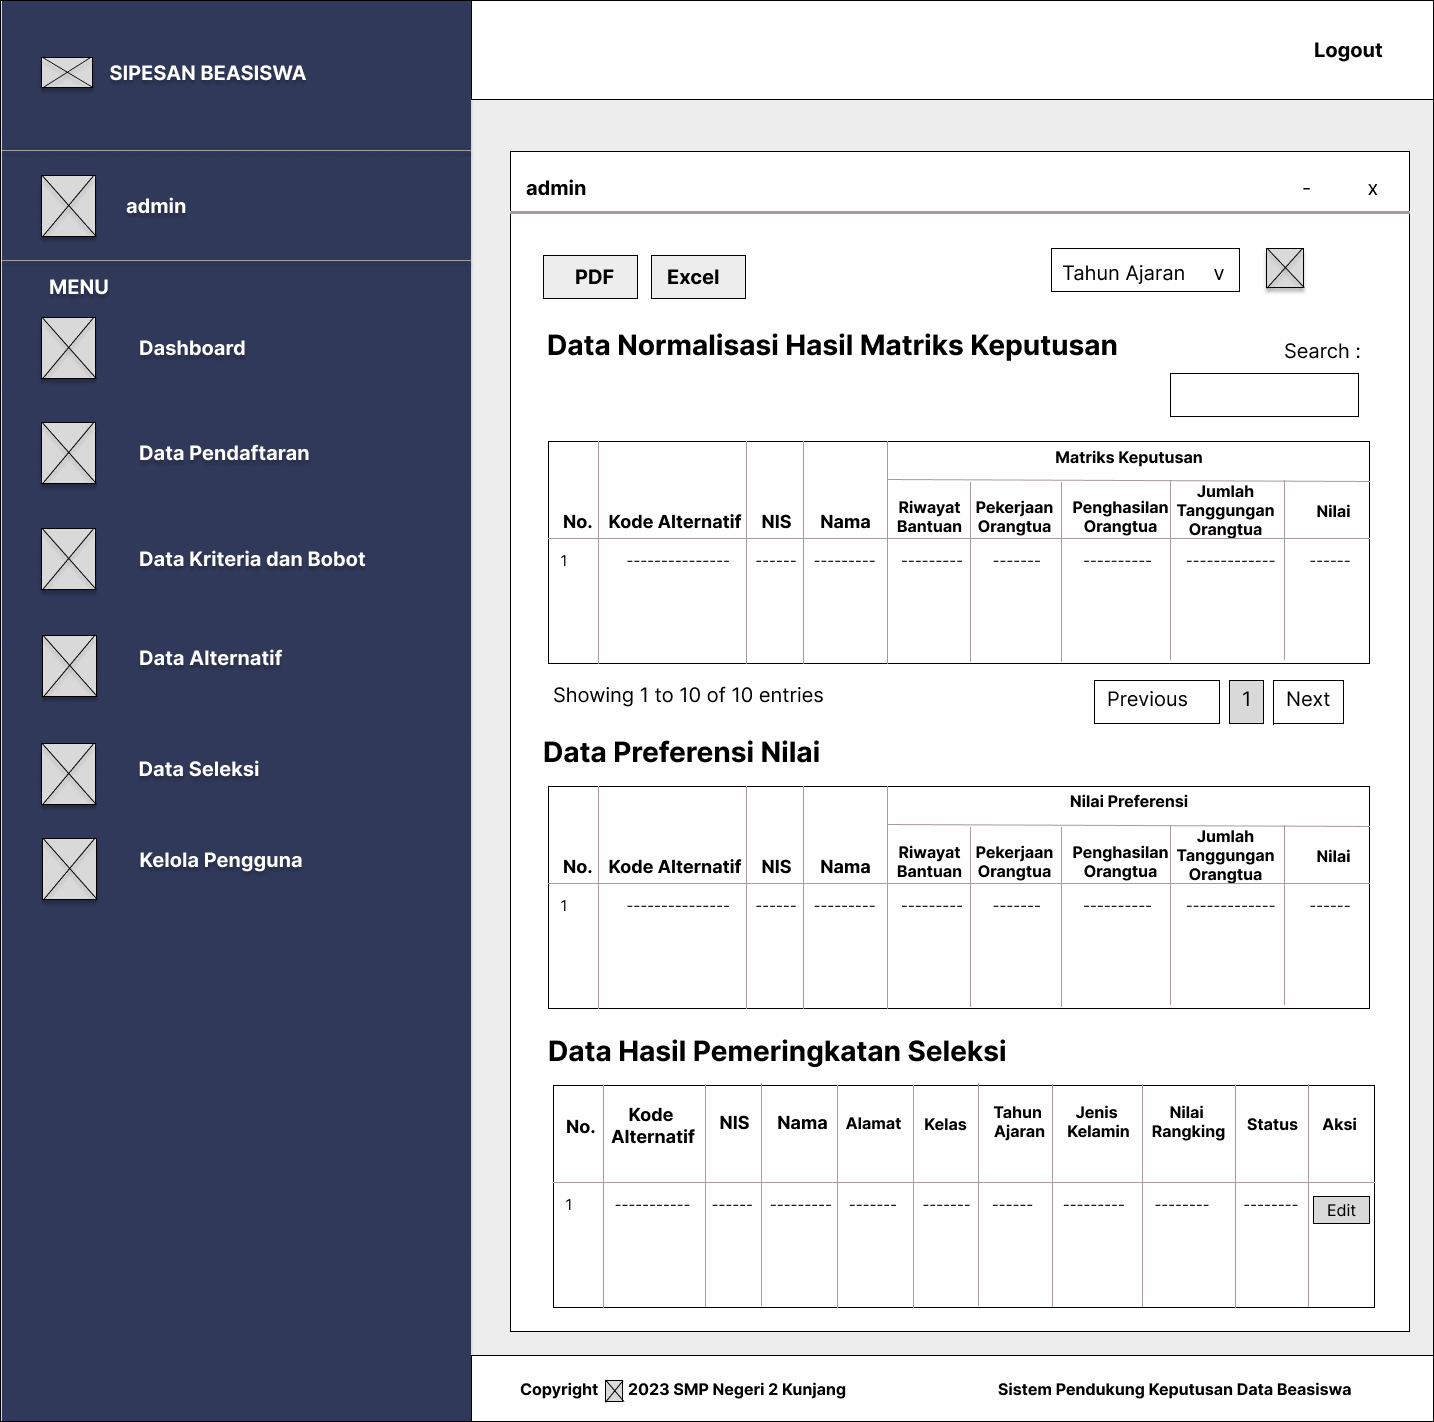 SIPESAN BEASISWA
admin
MENU
Dashboard
Data Pendaftaran
Data Kriteria dan Bobot
Data Alternatif
Data Seleksi
Kelola Pengguna
Logout
admin - x
PDF Excel Tahun Ajaran v
Data Normalisasi Hasil Matriks Keputusan
Search :
Matriks Keputusan
No. Kode Alternatif NIS Nama
Riwayat
Bantuan
Pekerjaan
Orangtua
Penghasilan
Orangtua
Jumlah
Tanggungan
Orangtua
Nilai
1 --------------- ------ --------- --------- ------- ---------- ------------- ------
Showing 1 to 10 of 10 entries
Previous 1 Next
Data Preferensi Nilai
Nilai Preferensi
No. Kode Alternatif NIS Nama
Riwayat
Bantuan
Pekerjaan
Orangtua
Penghasilan
Orangtua
Jumlah
Tanggungan
Orangtua
Nilai
1 --------------- ------ --------- --------- ------- ---------- ------------- ------
Data Hasil Pemeringkatan Seleksi
No.
Kode
Alternatif
NIS
Nama
Alamat
Kelas
Tahun
Ajaran
Jenis
Kelamin
Nilai
Rangking
Status
Aksi
1 ----------- ------ --------- ------- ------- ------ --------- -------- -------- Edit
Copyright 2023 SMP Negeri 2 Kunjang
Sistem Pendukung Keputusan Data Beasiswa